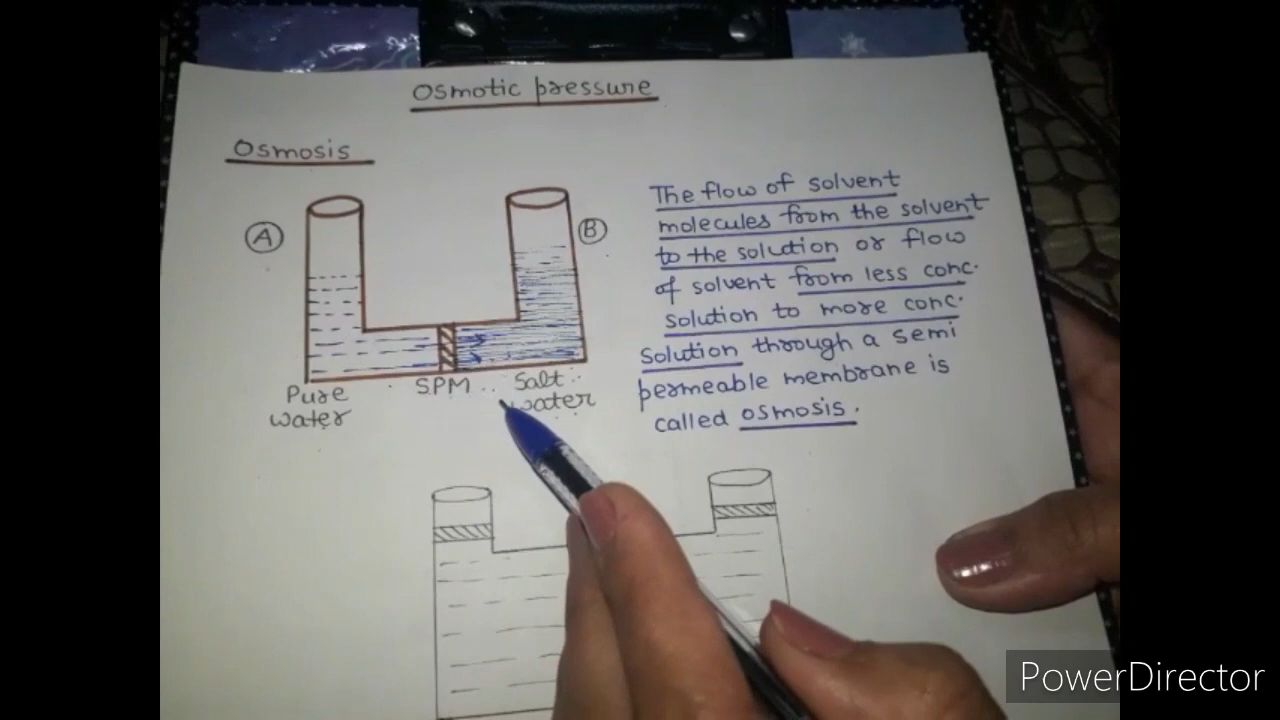 Osmotic pressure
Osmosis
A
B
Pure
water
SPM
Salt
water
The flow of solvent
molecules from the solvent
to the solution or flow
of solvent from less conc.
solution to more conc.
solution through a semi
permeable membrane is
called osmosis.
PowerDirector